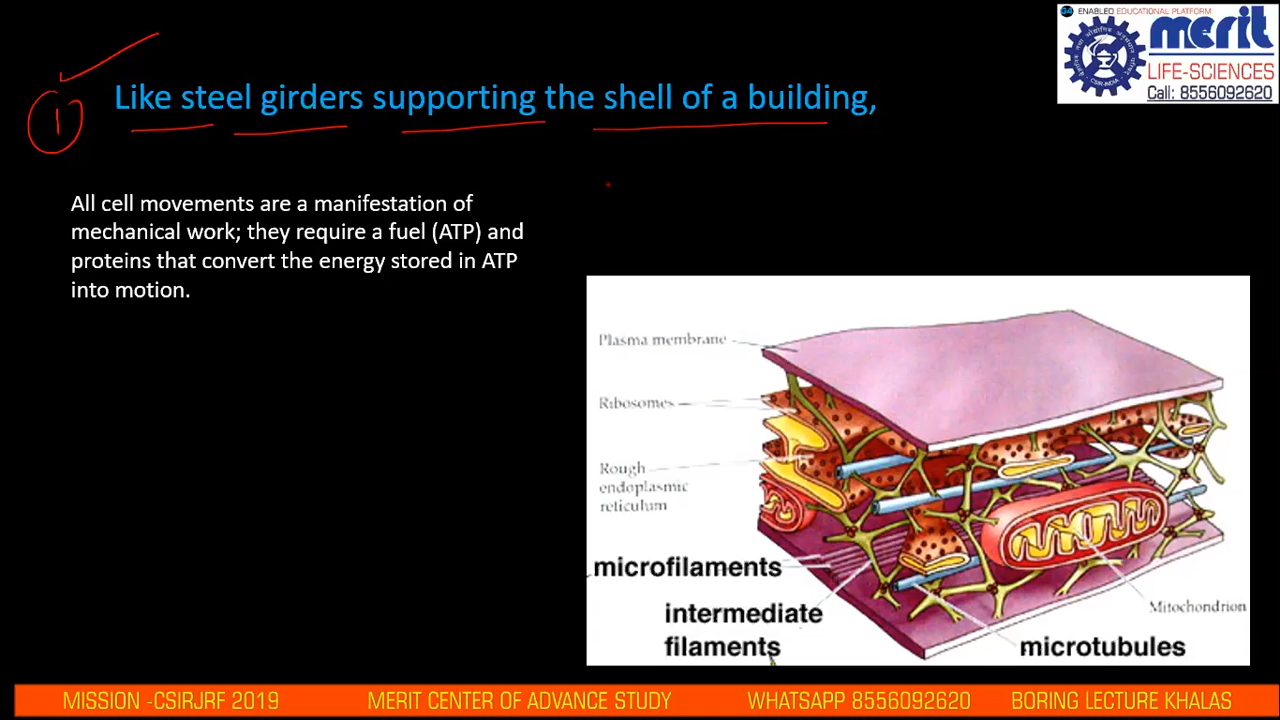 ENABLED EDUCATIONAL PLATFORM
merit
LIFE-SCIENCES
Call: 8556092620
CSIR-INDIA
1
Like steel girders supporting the shell of a building,
All cell movements are a manifestation of
mechanical work; they require a fuel (ATP) and
proteins that convert the energy stored in ATP
into motion.
Plasma membrane
Ribosomes
Rough
endoplasmic
reticulum
microfilaments
intermediate
filaments
Mitochondrion
microtubules
MISSION -CSIRJRF 2019 MERIT CENTER OF ADVANCE STUDY WHATSAPP 8556092620 BORING LECTURE KHALAS